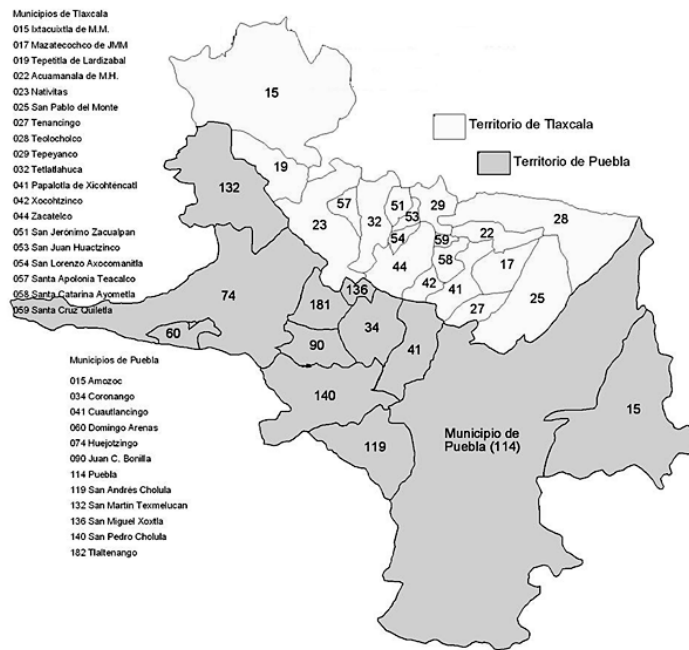 Municipios de Tlaxcala
015 Ixtacuixtla de M.M.
017 Mazatecochco de JMM
019 Tepetitla de Lardizabal
022 Acuamanala de M.H.
023 Nativitas
025 San Pablo del Monte
027 Tenancingo
028 Teolocholco
029 Tepeyanco
032 Tetlatlahuca
041 Papalotla de Xicohténcatl
042 Xocohtzinco
044 Zacatelco
051 San Jerónimo Zacualpan
053 San Juan Huactzinco
054 San Lorenzo Axocomanitla
057 Santa Apolonia Teacalco
058 Santa Catarina Ayometla
059 Santa Cruz Quiletla
Municipios de Puebla
015 Amozoc
034 Coronango
041 Cuautlancingo
060 Domingo Arenas
074 Huejotzingo
090 Juan C. Bonilla
114 Puebla
119 San Andrés Cholula
132 San Martín Texmelucan
136 San Miguel Xoxtla
140 San Pedro Cholula
182 Tlaltenango
Territorio de Tlaxcala
Territorio de Puebla
15
132
19
23
57
32
51
53
54
29
59
22
28
44
58
17
42
41
27
25
74
60
136
181
34
90
41
140
119
Municipio de
Puebla (114)
15